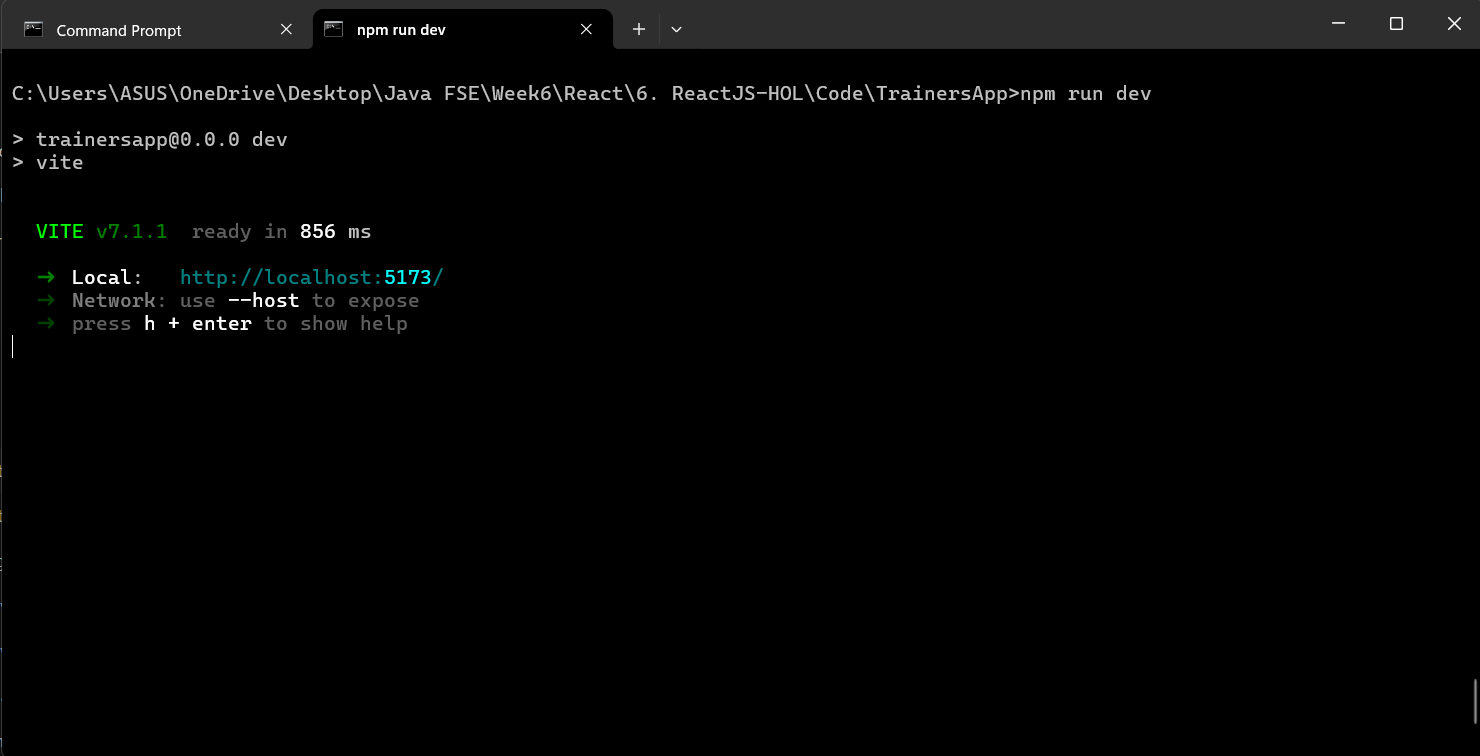 Command Prompt
npm run dev
C:\Users\ASUS\OneDrive\Desktop\Java FSE\Week6\React\6. ReactJS-HOL\Code\TrainersApp>npm run dev
> trainersapp@0.0.0 dev
> vite
VITE v7.1.1 ready in 856 ms
➜ Local: http://localhost:5173/
➜ Network: use --host to expose
➜ press h + enter to show help